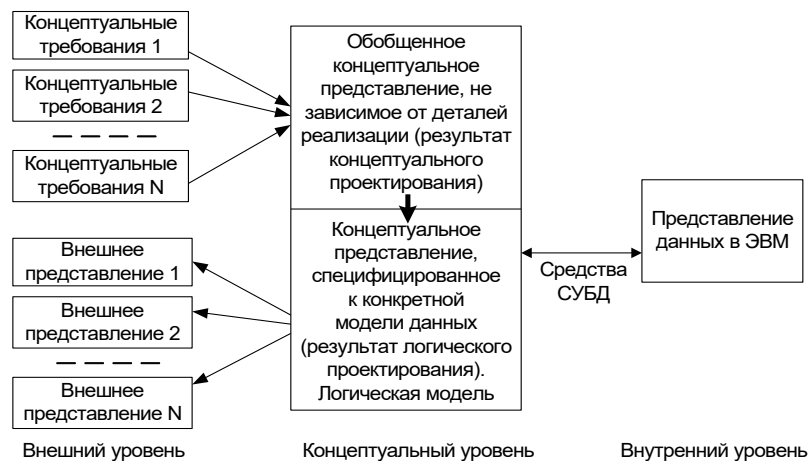 Концептуальные
требования 1
Концептуальные
требования 2
Концептуальные
требования N
Внешнее
представление 1
Внешнее
представление 2
Внешнее
представление N
Внешний уровень
Обобщенное
концептуальное
представление, не
зависимое от деталей
реализации (результат
концептуального
проектирования)
Концептуальное
представление,
специфицированное
к конкретной
модели данных
(результат логического
проектирования).
Логическая модель
Концептуальный уровень
Средства
СУБД
Представление
данных в ЭВМ
Внутренний уровень